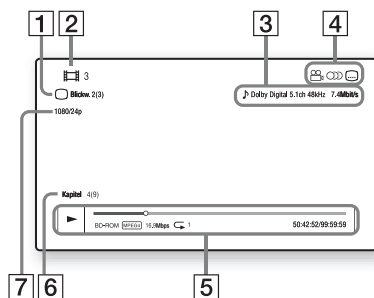 1 2 3 4
3
Blickw. 2(3)
♪ Dolby Digital 5.1ch 48kHz 7.4Mbit/s
1080/24p
Kapitel 4(9)
BD-ROM MPEG4 16.9Mbps 1 50:42:52/99:59:59
7 6 5